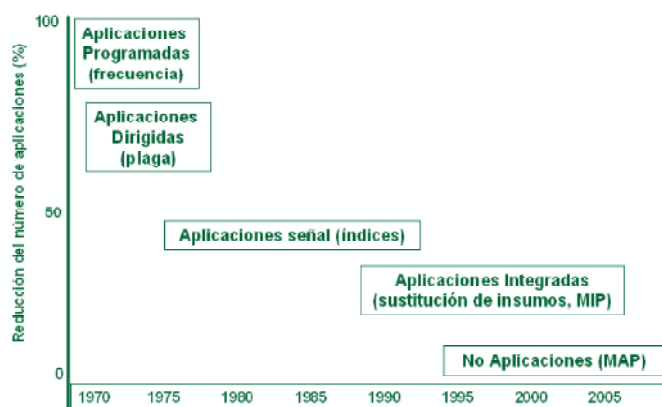 Reducción del número de aplicaciones (%)
100
50
0
Aplicaciones
Programadas
(frecuencia)
Aplicaciones
Dirigidas
(plaga)
Aplicaciones señal (índices)
Aplicaciones Integradas
(sustitución de insumos, MIP)
No Aplicaciones (MAP)
1970 1975 1980 1985 1990 1995 2000 2005